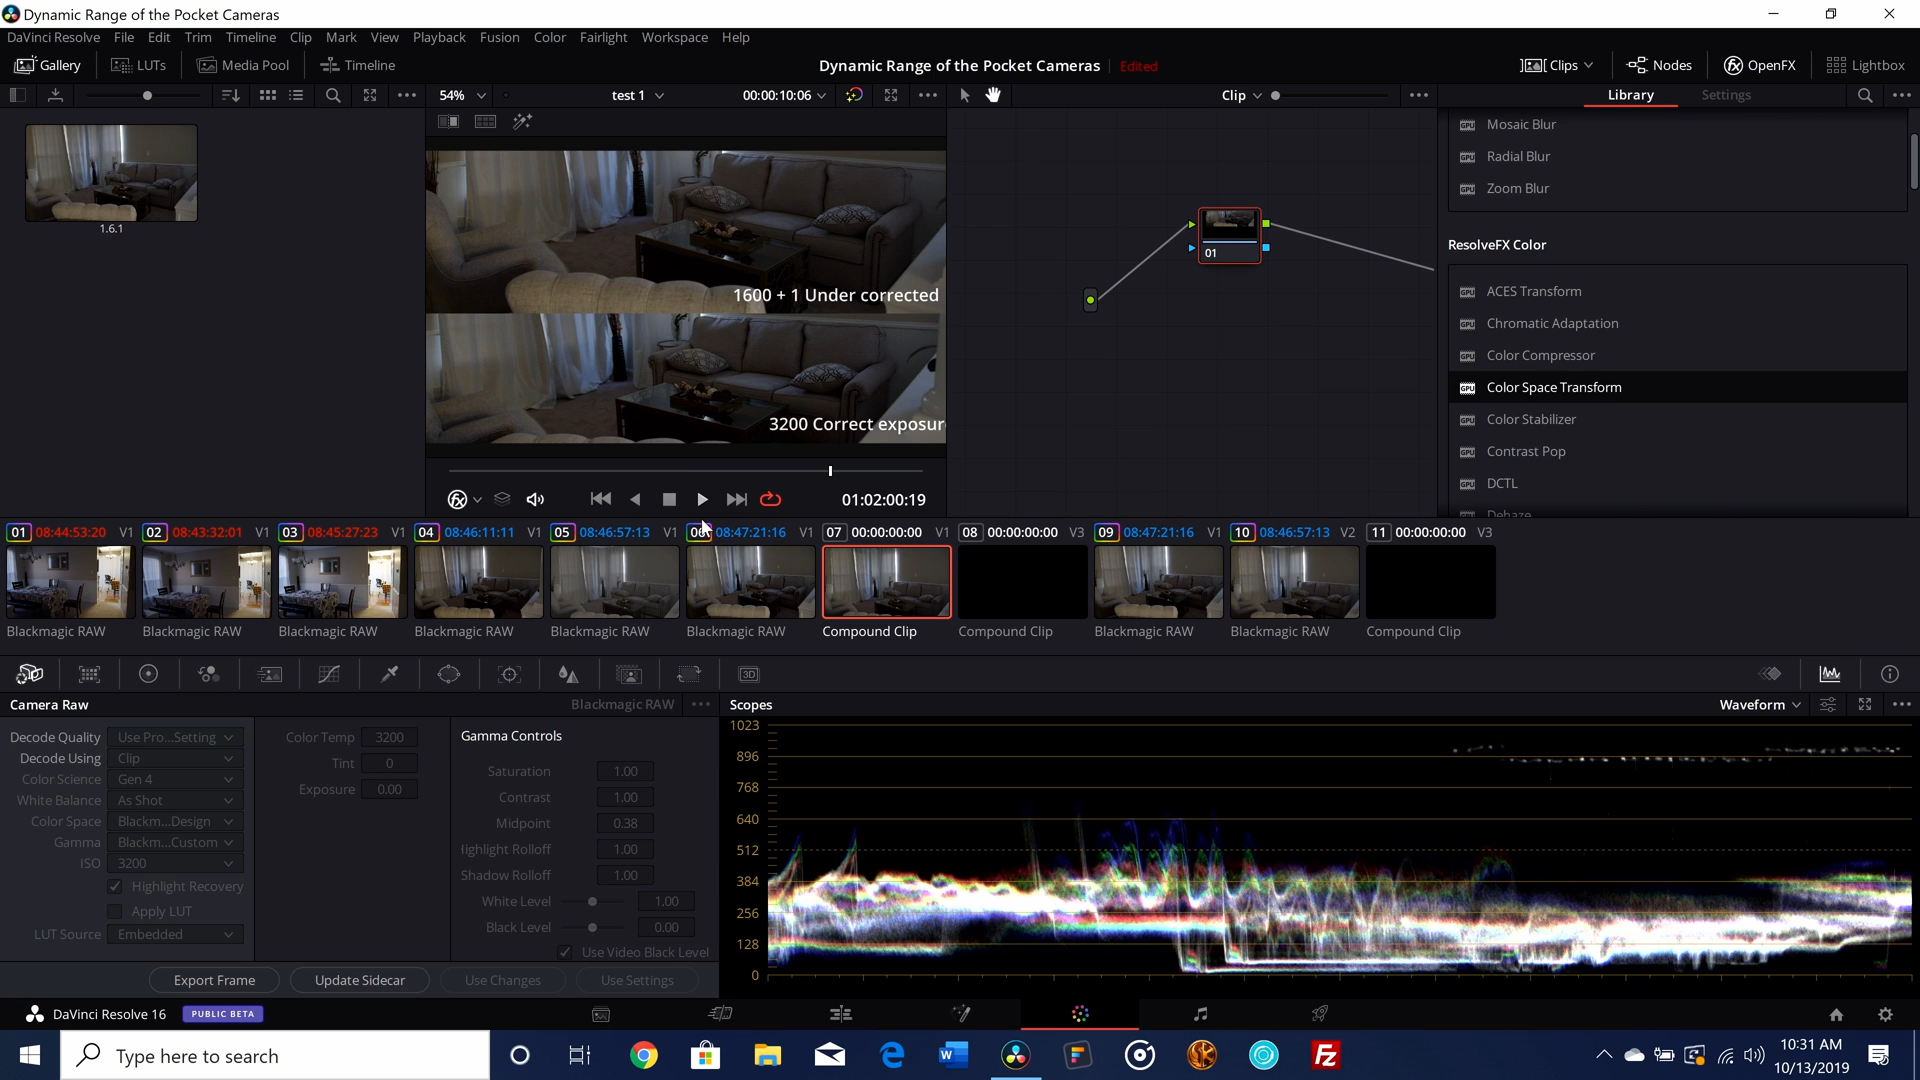 Dynamic Range of the Pocket Cameras
DaVinci Resolve File Edit Trim Timeline Clip Mark View Playback Fusion Color Fairlight Workspace Help
Gallery LUTs Media Pool Timeline Dynamic Range of the Pocket Cameras Edited Clips Nodes OpenFX Lightbox
54% test 1 00:00:10:06 Clip Library Settings
Mosaic Blur
Radial Blur
Zoom Blur
1.6.1
01
ResolveFX Color
1600 + 1 Under corrected
ACES Transform
Chromatic Adaptation
Color Compressor
Color Space Transform
3200 Correct exposur
Color Stabilizer
Contrast Pop
DCTL
Dehaze
01:02:00:19
01 08:44:53:20 V1 02 08:43:32:01 V1 03 08:45:27:23 V1 04 08:46:11:11 V1 05 08:46:57:13 V1 06 08:47:21:16 V1 07 00:00:00:00 V1 08 00:00:00:00 V3 09 08:47:21:16 V1 10 08:46:57:13 V2 11 00:00:00:00 V3
Blackmagic RAW Blackmagic RAW Blackmagic RAW Blackmagic RAW Blackmagic RAW Blackmagic RAW Compound Clip Compound Clip Blackmagic RAW Blackmagic RAW Compound Clip
3D
Camera Raw Blackmagic RAW Scopes Waveform
Decode Quality Use Pro...Setting
Decode Using Clip
Color Science Gen 4
White Balance As Shot
Color Space Blackm...Design
Gamma Blackm...Custom
ISO 3200
Highlight Recovery
Apply LUT
LUT Source Embedded
Color Temp 3200
Tint 0
Exposure 0.00
Gamma Controls
Saturation 1.00
Contrast 1.00
Midpoint 0.38
Highlight Rolloff 1.00
Shadow Rolloff 1.00
White Level 1.00
Black Level 0.00
Use Video Black Level
1023
896
768
640
512
384
256
128
0
Export Frame Update Sidecar Use Changes Use Settings
DaVinci Resolve 16 PUBLIC BETA
Type here to search
10:31 AM
10/13/2019